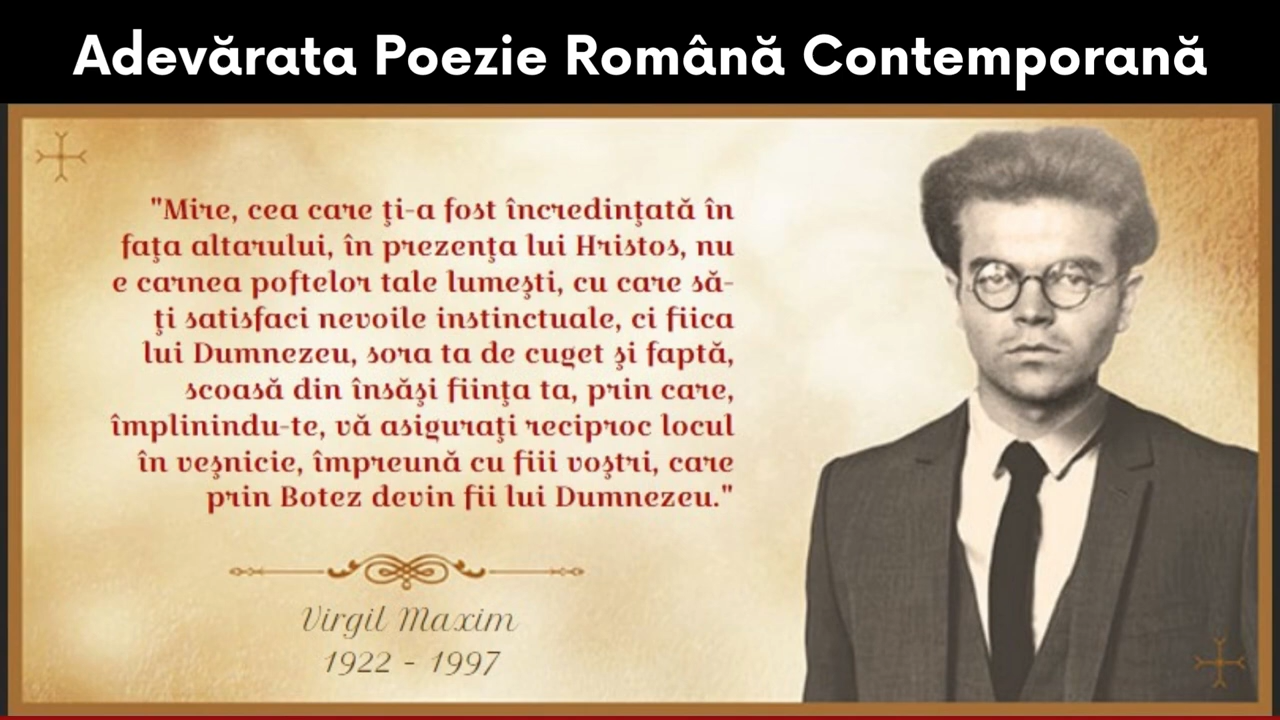 Adevărata Poezie Română Contemporană
"Mire, cea care ţi-a fost încredinţată în
faţa altarului, în prezenţa lui Hristos, nu
e carnea poftelor tale lumeşti, cu care să-
ţi satisfaci nevoile instinctuale, ci fiica
lui Dumnezeu, sora ta de cuget şi faptă,
scoasă din însăşi fiinţa ta, prin care,
împlinindu-te, vă asiguraţi reciproc locul
în veşnicie, împreună cu fiii voştri, care
prin Botez devin fii lui Dumnezeu."
Virgil Maxim
1922 - 1997